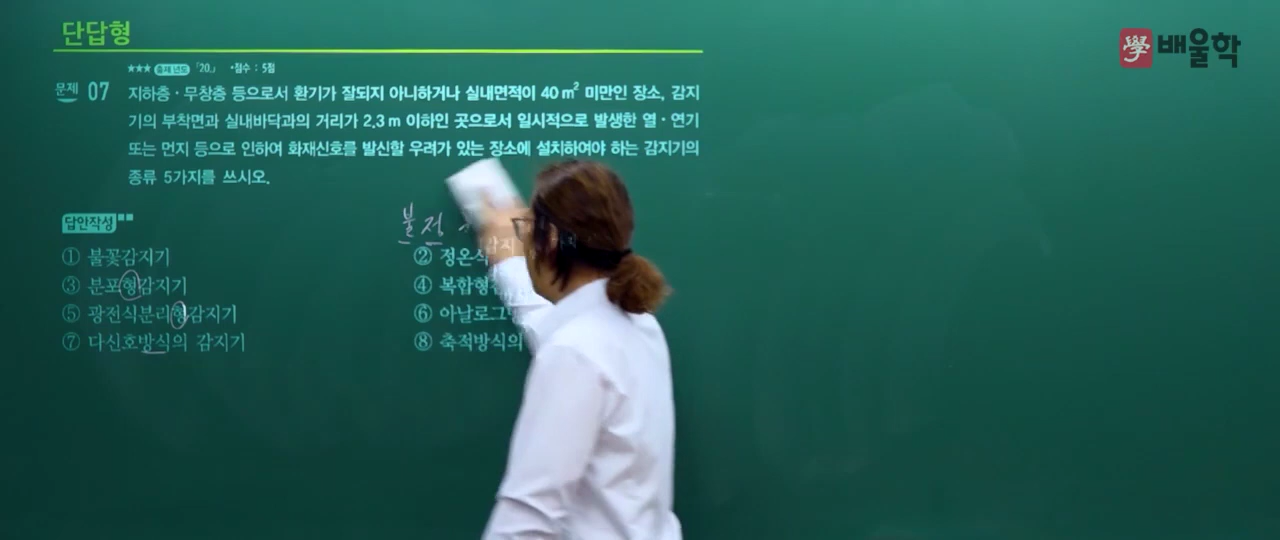 단답형
學 배울학
★★★ 출제년도 「20.」 •점수 : 5점
문제 07 지하층·무창층 등으로서 환기가 잘되지 아니하거나 실내면적이 40 m² 미만인 장소, 감지
기의 부착면과 실내바닥과의 거리가 2.3 m 이하인 곳으로서 일시적으로 발생한 열·연기
또는 먼지 등으로 인하여 화재신호를 발신할 우려가 있는 장소에 설치하여야 하는 감지기의
종류 5가지를 쓰시오.
답안작성
불 정
① 불꽃감지기 ② 정온식
③ 분포형감지기 ④ 복합형
⑤ 광전식분리형감지기 ⑥ 아날로그
⑦ 다신호방식의 감지기 ⑧ 축적방식의